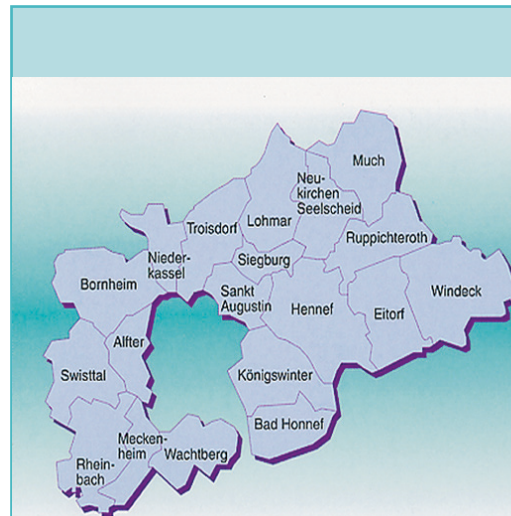 Much
Neu-
kirchen
Seelscheid
Troisdorf
Lohmar
Ruppichteroth
Nieder-
kassel
Siegburg
Bornheim
Sankt
Augustin
Hennef
Eitorf
Windeck
Alfter
Swisttal
Königswinter
Bad Honnef
Mecken-
heim
Wachtberg
Rhein-
bach